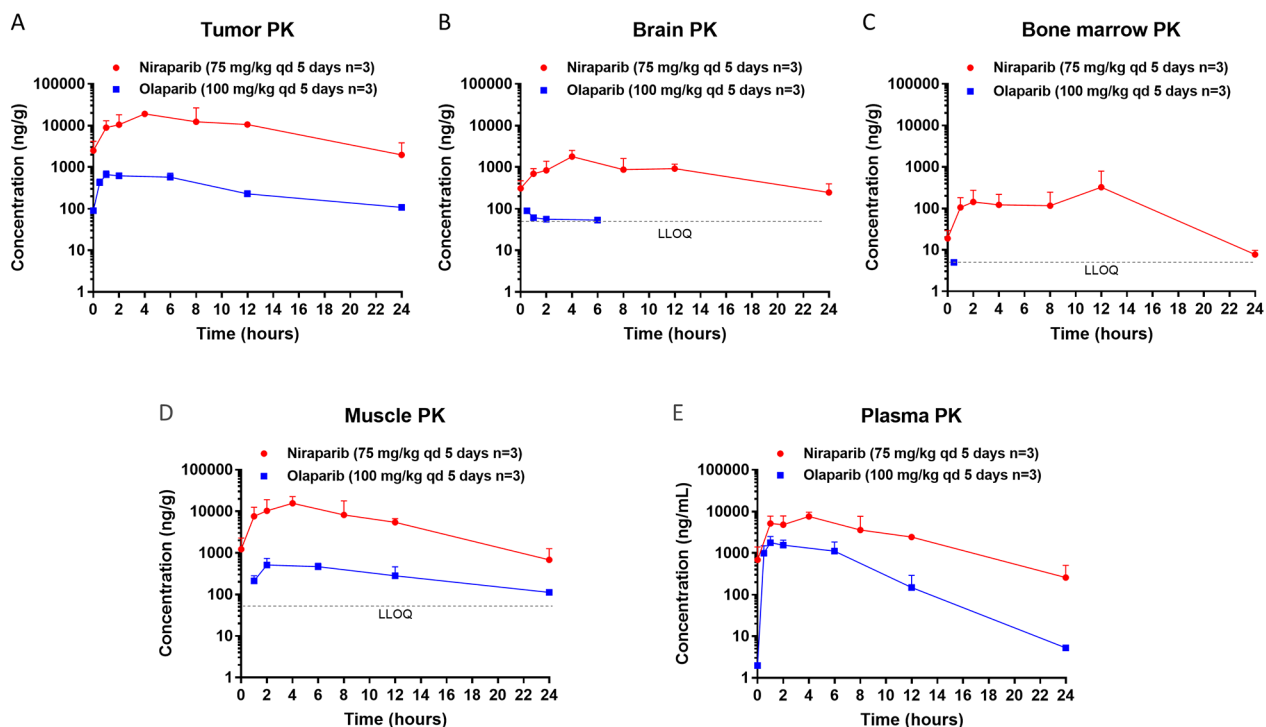 A
Tumor PK
Niraparib (75 mg/kg qd 5 days n=3)
Olaparib (100 mg/kg qd 5 days n=3)
Concentration (ng/g)
100000
10000
1000
100
10
1
0 2 4 6 8 10 12 14 16 18 20 22 24
Time (hours)
B
Brain PK
Niraparib (75 mg/kg qd 5 days n=3)
Olaparib (100 mg/kg qd 5 days n=3)
Concentration (ng/g)
100000
10000
1000
100
10
1
LLOQ
0 2 4 6 8 10 12 14 16 18 20 22 24
Time (hours)
C
Bone marrow PK
Niraparib (75 mg/kg qd 5 days n=3)
Olaparib (100 mg/kg qd 5 days n=3)
Concentration (ng/g)
100000
10000
1000
100
10
1
LLOQ
0 2 4 6 8 10 12 14 16 18 20 22 24
Time (hours)
D
Muscle PK
Niraparib (75 mg/kg qd 5 days n=3)
Olaparib (100 mg/kg qd 5 days n=3)
Concentration (ng/g)
100000
10000
1000
100
10
1
LLOQ
0 2 4 6 8 10 12 14 16 18 20 22 24
Time (hours)
E
Plasma PK
Niraparib (75 mg/kg qd 5 days n=3)
Olaparib (100 mg/kg qd 5 days n=3)
Concentration (ng/mL)
100000
10000
1000
100
10
1
0 2 4 6 8 10 12 14 16 18 20 22 24
Time (hours)